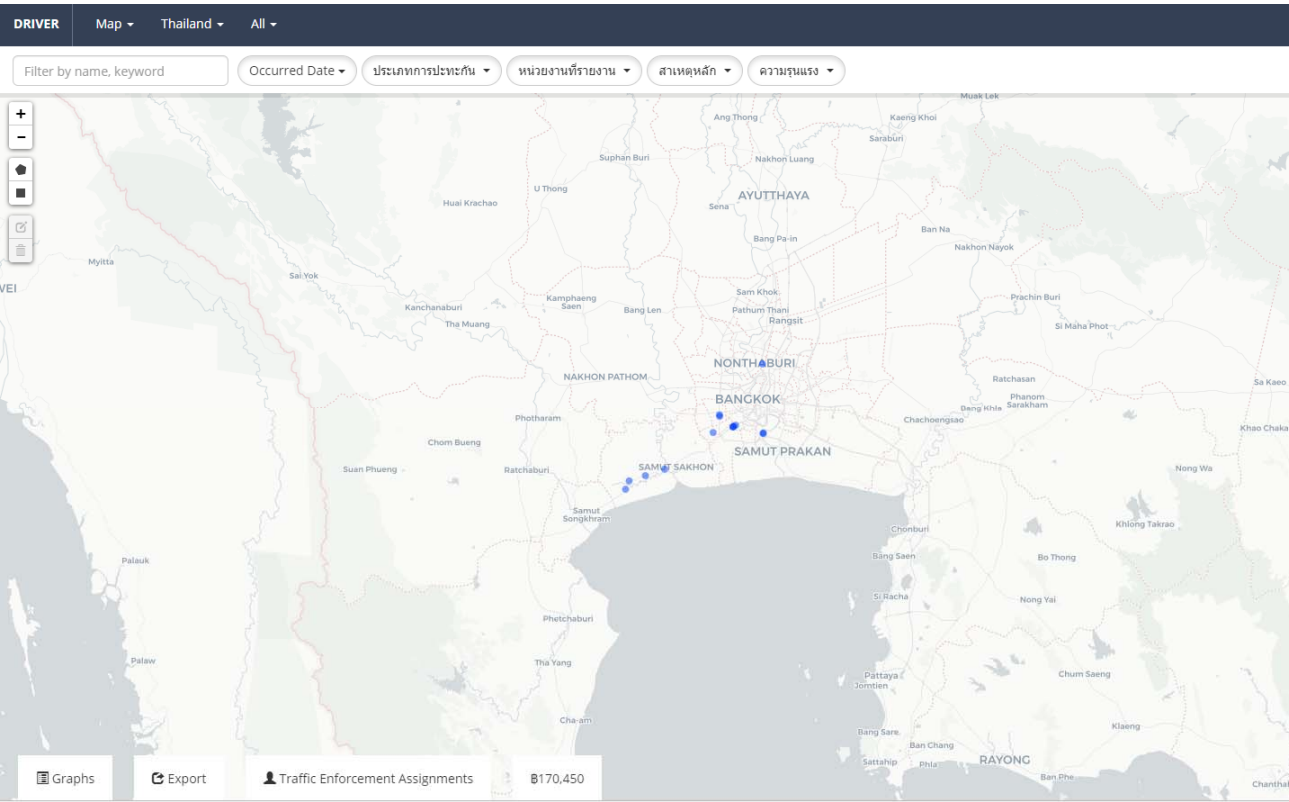 DRIVER Map Thailand All
Filter by name, keyword Occurred Date ประเภทการปะทะกัน หน่วยงานที่รายงาน สาเหตุหลัก ความรุนแรง
Muak Lek
+
Ang Thong Kaeng Khoi
−
Saraburi
Suphan Buri Nakhon Luang
U Thong AYUTTHAYA
Huai Krachao Sena
Ban Na
Bang Pa-in Nakhon Nayok
Myitta
Sai Yok
VEI
Sam Khok
Kamphaeng
Saen Prachin Buri
Kanchanaburi Bang Len Pathum Thani
Rangsit
Tha Muang Si Maha Phot
NONTHABURI
NAKHON PATHOM Ratchasan Sa Kaeo
BANGKOK Phanom
Sarakham
Bang Khla
Photharam Chachoengsao
Khao Chaka
Chom Bueng
SAMUT PRAKAN
Suan Phueng Ratchaburi SAMUT SAKHON Nong Wa
Samut
Songkhram
Khlong Takrao
Chonburi
Bang Saen Bo Thong
Palauk
Si Racha Nong Yai
Phetchaburi
Palaw Tha Yang
Pattaya Chum Saeng
Jomtien
Cha-am
Klaeng
Bang Sare
Ban Chang
Sattahip Phla RAYONG
Ban Phe
Chanthab
Graphs Export Traffic Enforcement Assignments ฿170,450